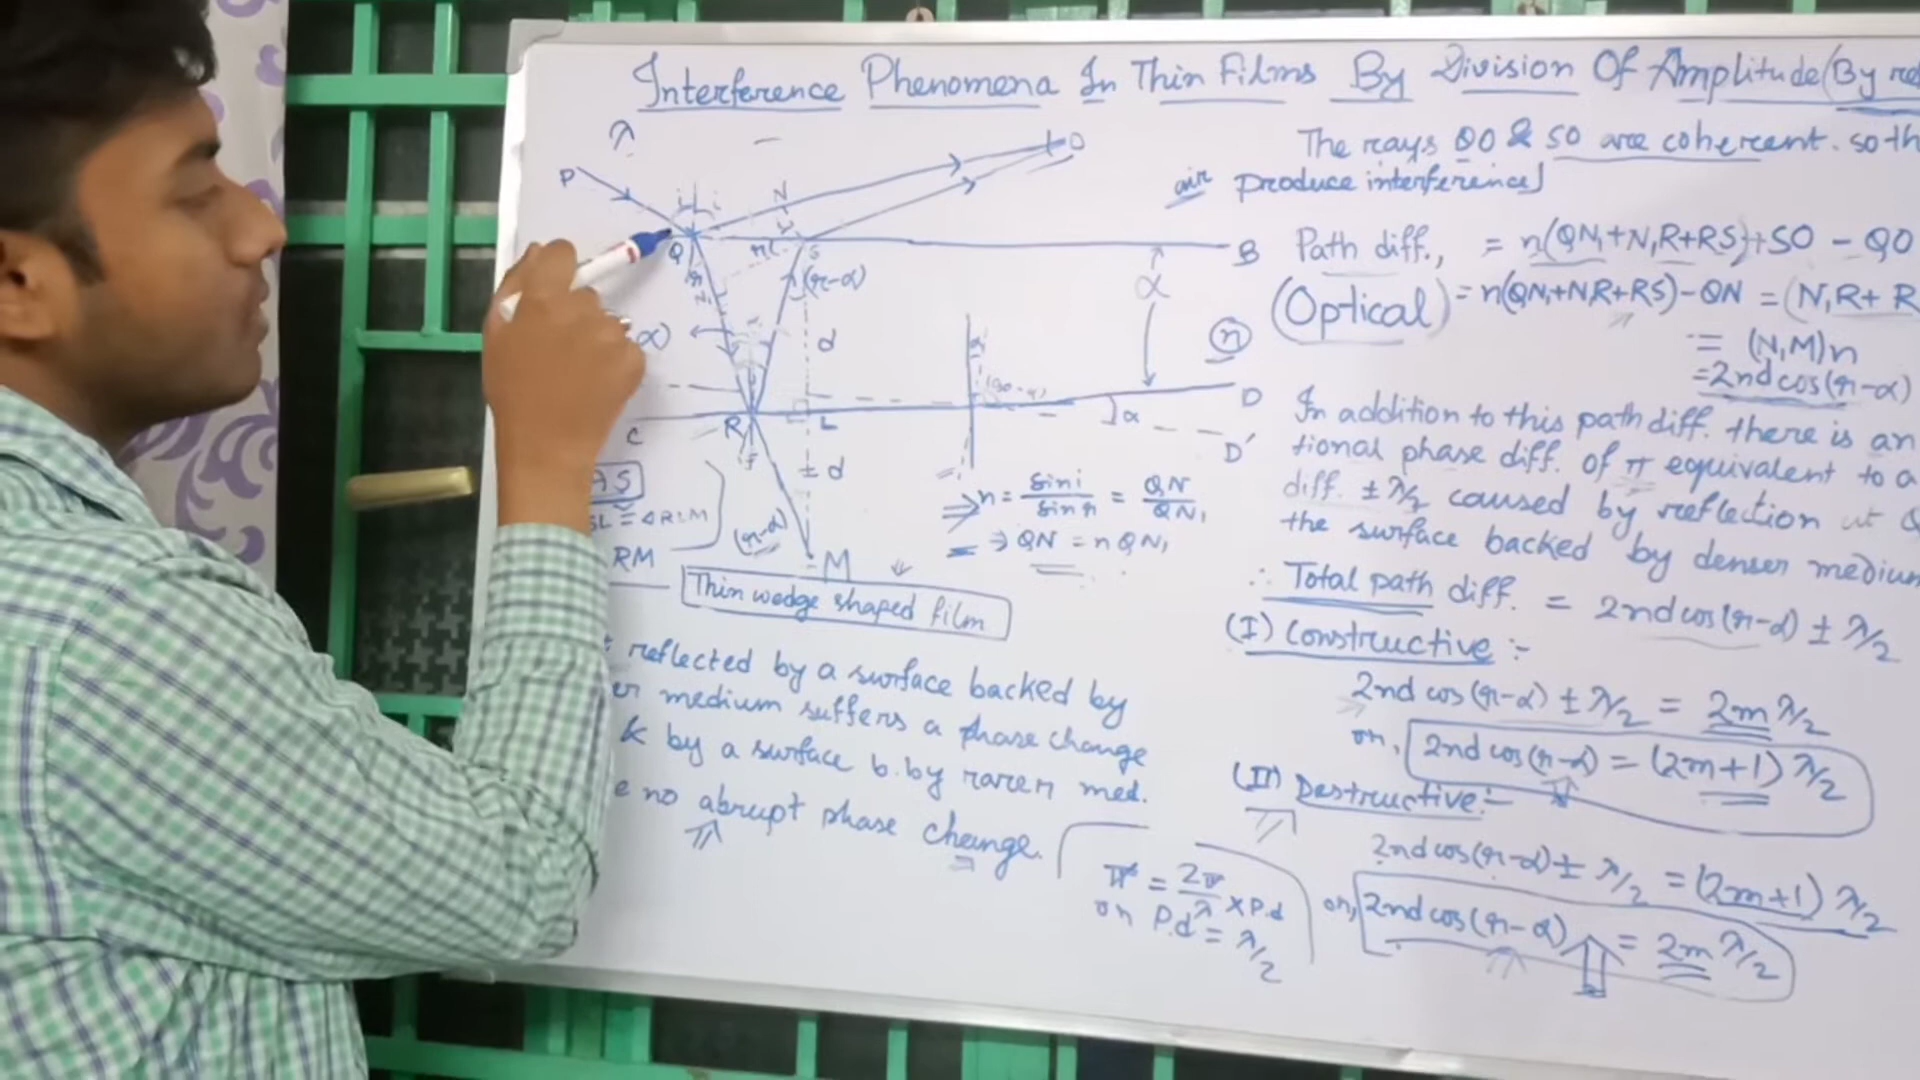 Interference Phenomena In Thin Films By Division Of Amplitude (By
The rays QO & SO are coherent. so
air produce interference]
λ
P
O
i i
N
Q
r
S
N₁
(r-α)
B
α
d
n
(90-α)
R
L
C
D
α
D'
d
F
(r-α)
M
RM
Thin wedge shaped film
⇒ n = sin i / sin r = QN / QN₁
⇒ QN = n QN₁
reflected by a surface backed by
medium suffers a phase change
& by a surface b. by rarer med.
no abrupt phase change.
π = 2π/λ × P.d
or P.d = λ/2
Path diff., = n(QN₁+N₁R+RS)+SO - QO
(Optical) = n(QN₁+N₁R+RS)-QN = (N₁R+R
= (N₁M)n
=2nd cos(r-α)
In addition to this path diff. there is an
tional phase diff. of π equivalent to a
diff. ± λ/2 caused by reflection at Q
the surface backed by denser medium
∴ Total path diff. = 2nd cos(r-α) ± λ/2
(I) Constructive :-
2nd cos(r-α) ± λ/2 = 2m λ/2
or, 2nd cos(r-α) = (2m+1) λ/2
(II) Destructive:-
2nd cos(r-α) ± λ/2 = (2m+1) λ/2
or, 2nd cos(r-α) = 2m λ/2